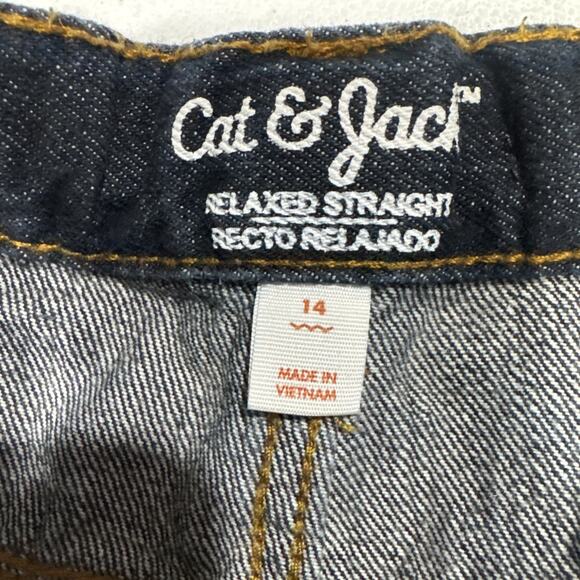 Cat & Jack™
RELAXED STRAIGHT
RECTO RELAJADO
14
MADE IN
VIETNAM